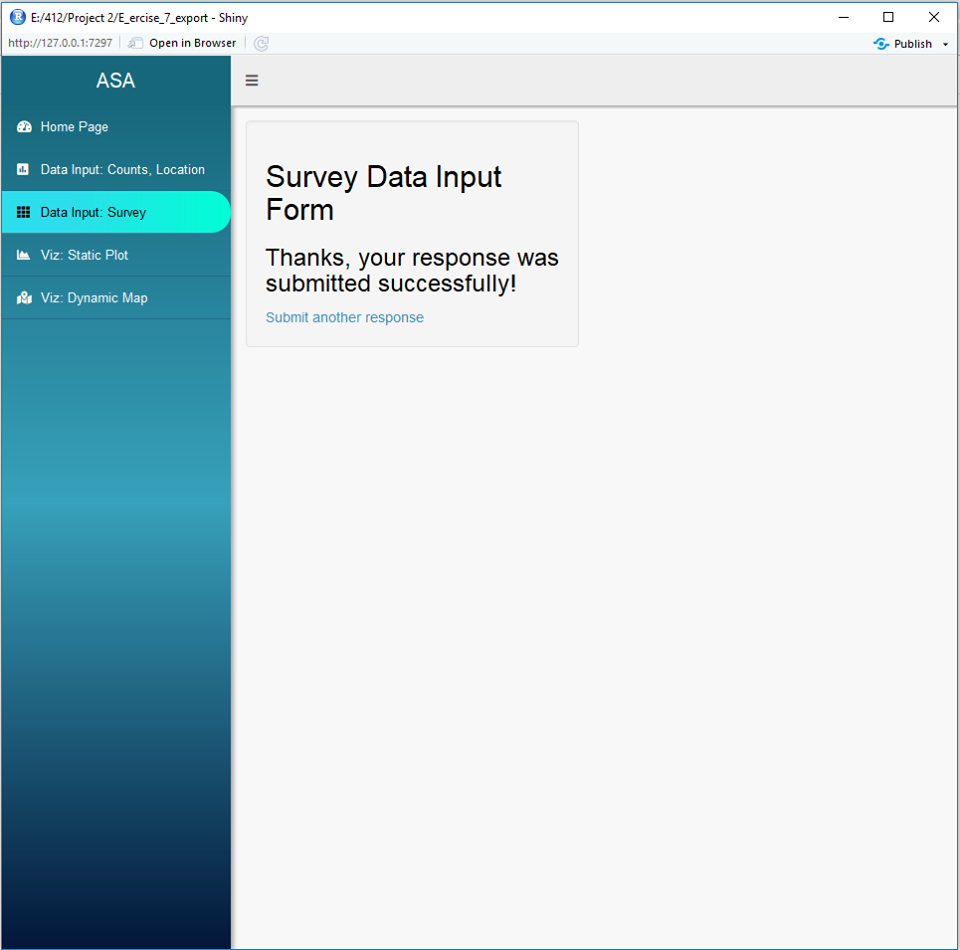 E:/412/Project 2/E_ercise_7_export - Shiny
http://127.0.0.1:7297 Open in Browser Publish
ASA
Home Page
Data Input: Counts, Location
Data Input: Survey
Viz: Static Plot
Viz: Dynamic Map
Survey Data Input
Form
Thanks, your response was
submitted successfully!
Submit another response